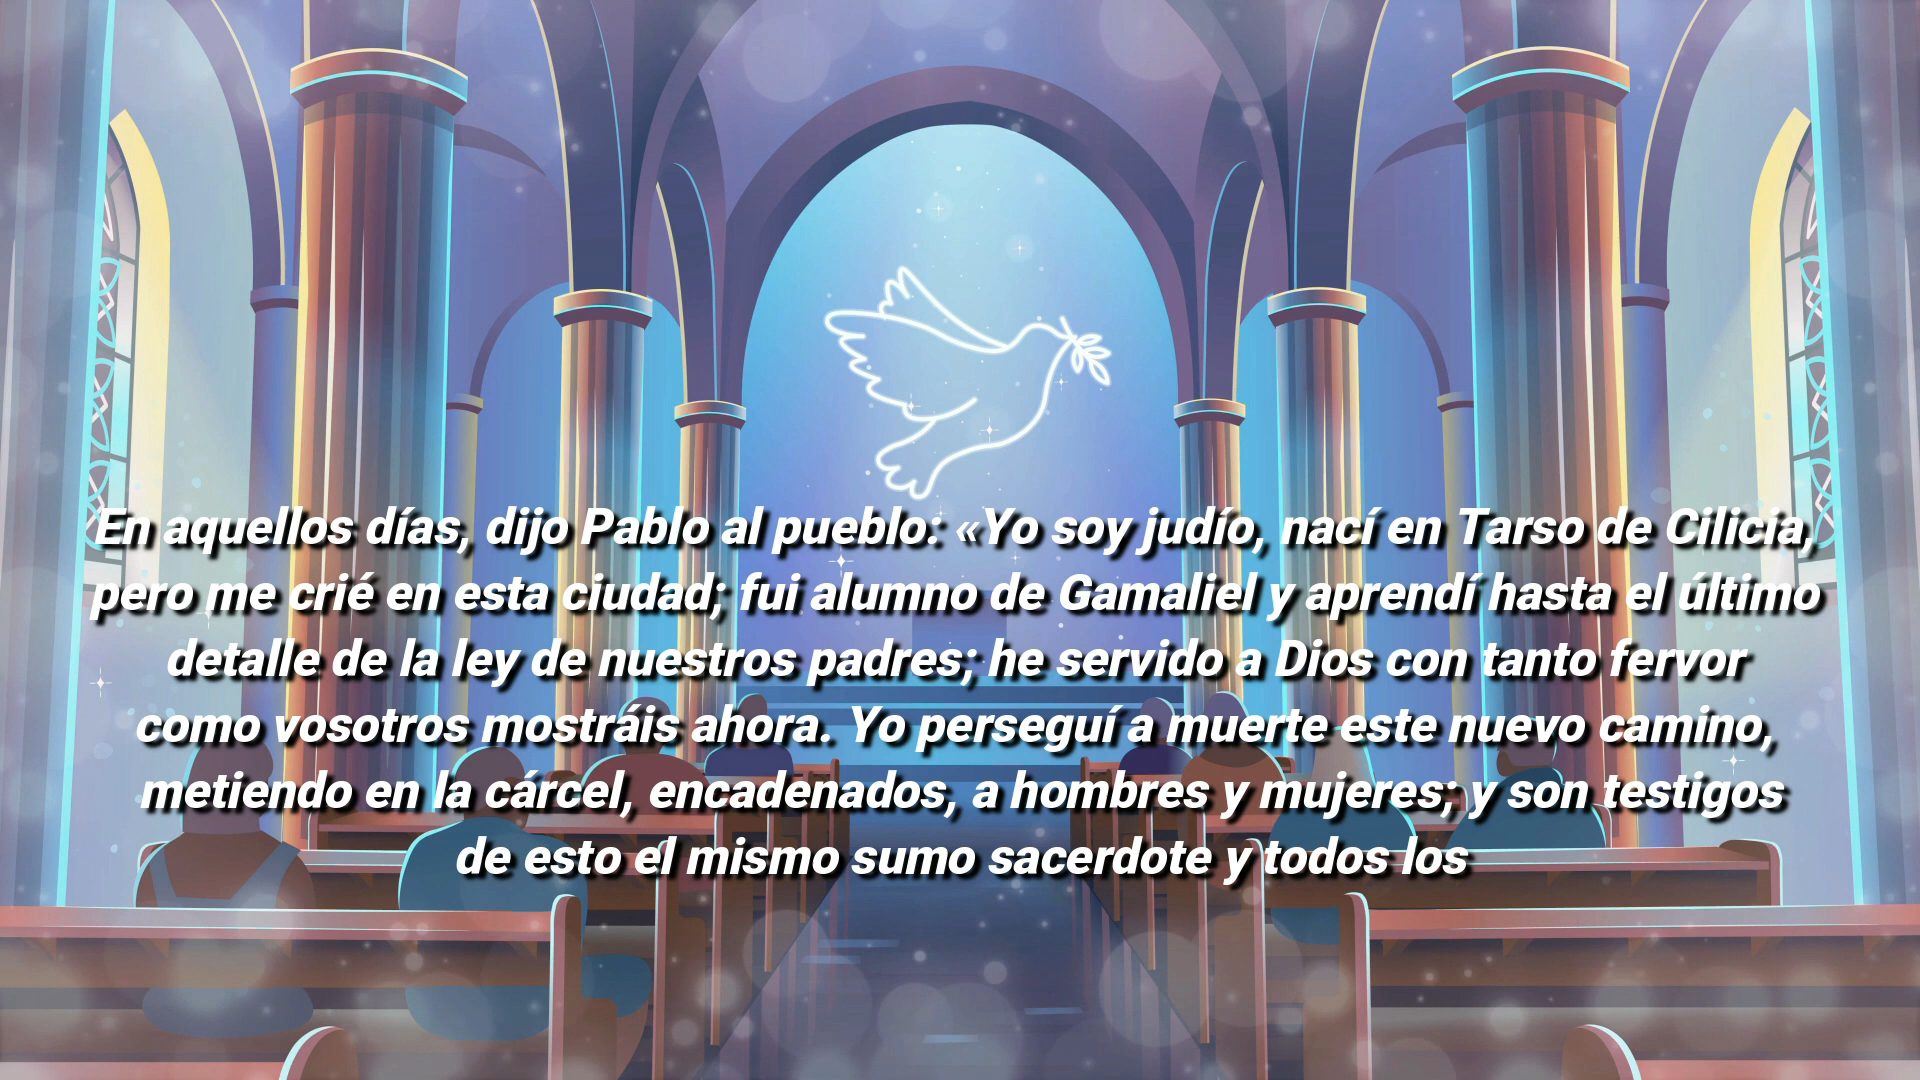 En aquellos días, dijo Pablo al pueblo: «Yo soy judío, nací en Tarso de Cilicia,
pero me crié en esta ciudad; fui alumno de Gamaliel y aprendí hasta el último
detalle de la ley de nuestros padres; he servido a Dios con tanto fervor
como vosotros mostráis ahora. Yo perseguí a muerte este nuevo camino,
metiendo en la cárcel, encadenados, a hombres y mujeres; y son testigos
de esto el mismo sumo sacerdote y todos los